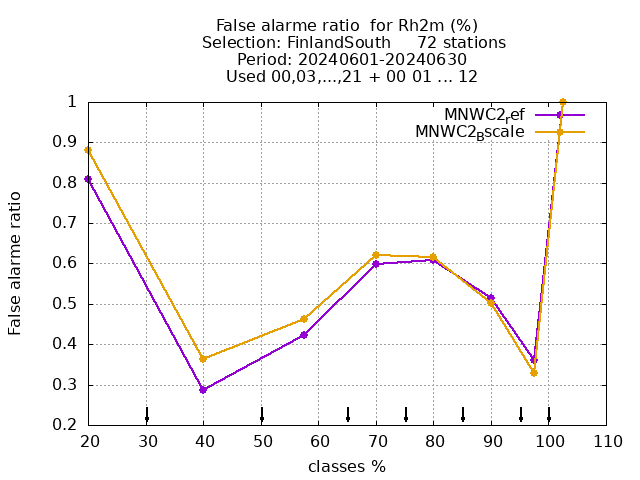 False alarme ratio  for Rh2m (%)
Selection: FinlandSouth     72 stations
Period: 20240601-20240630
Used 00,03,...,21 + 00 01 ... 12
MNWC2ref
MNWC2Bscale
False alarme ratio
1
0.9
0.8
0.7
0.6
0.5
0.4
0.3
0.2
20 30 40 50 60 70 80 90 100 110
classes %